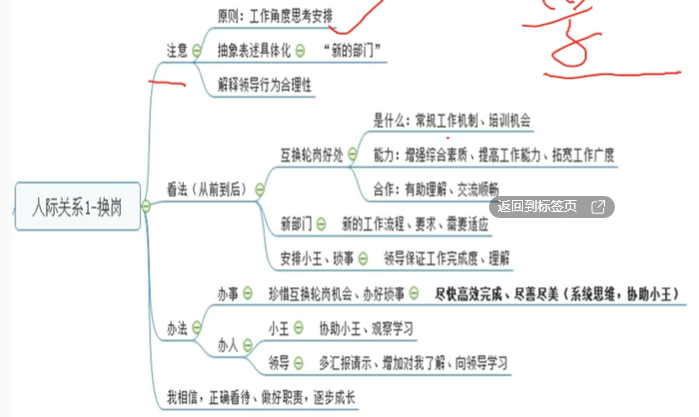 原则：工作角度思考安排
注意
抽象表述具体化
“新的部门”
解释领导行为合理性
是什么：常规工作机制、培训机会
互换轮岗好处
能力：增强综合素质、提高工作能力、拓宽工作广度
合作：有助理解、交流顺畅
看法（从前到后）
人际关系1-换岗
返回到标签页
新部门
新的工作流程、要求、需要适应
安排小王、琐事
领导保证工作完成度、理解
办事
珍惜互换轮岗机会、办好琐事
尽快高效完成、尽善尽美（系统思维，协助小王）
办法
小王
协助小王、观察学习
办人
领导
多汇报请示、增加对我了解、向领导学习
我相信，正确看待、做好职责，逐步成长